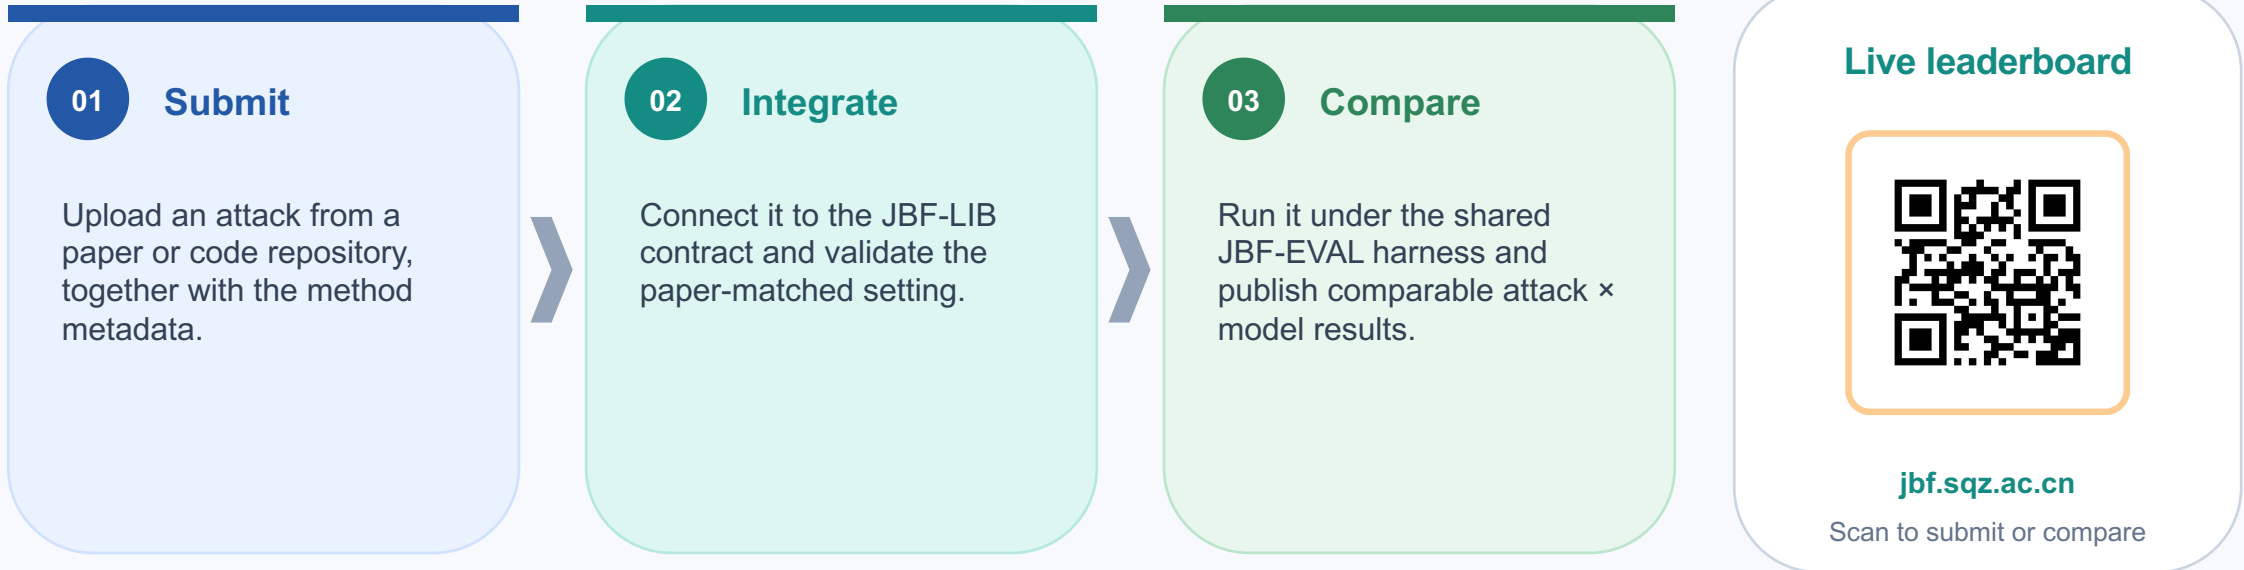 01
Submit
Upload an attack from a
paper or code repository,
together with the method
metadata.
02
Integrate
Connect it to the JBF-LIB
contract and validate the
paper-matched setting.
03
Compare
Run it under the shared
JBF-EVAL harness and
publish comparable attack ×
model results.
Live leaderboard
jbf.sqz.ac.cn
Scan to submit or compare